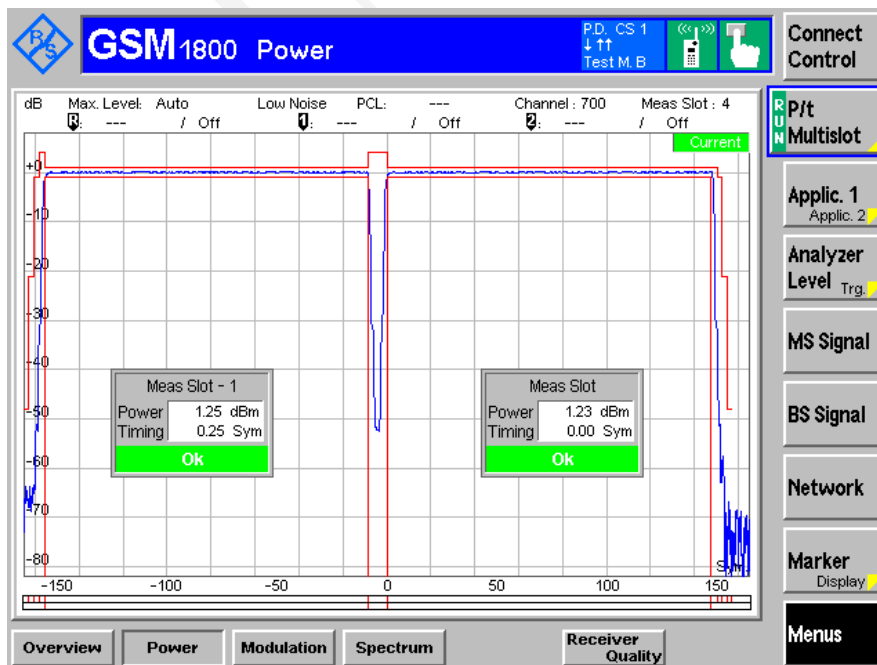 R/S
GSM 1800 Power
P.D. CS 1
↓ ↑↑
Test M. B
Connect
Control
dB Max. Level: Auto Low Noise PCL: --- Channel : 700 Meas Slot : 4
R: --- / Off 1: --- / Off 2: --- / Off
Current
RUN
P/t
Multislot
Applic. 1
Applic. 2
Analyzer
Level Trg.
MS Signal
BS Signal
Network
Marker
Display
Menus
+0
-10
-20
-30
-40
-50
-60
-70
-80
Meas Slot - 1
Power 1.25 dBm
Timing 0.25 Sym
Ok
Meas Slot
Power 1.23 dBm
Timing 0.00 Sym
Ok
Sym
-150 -100 -50 0 50 100 150
Overview Power Modulation Spectrum Receiver
Quality